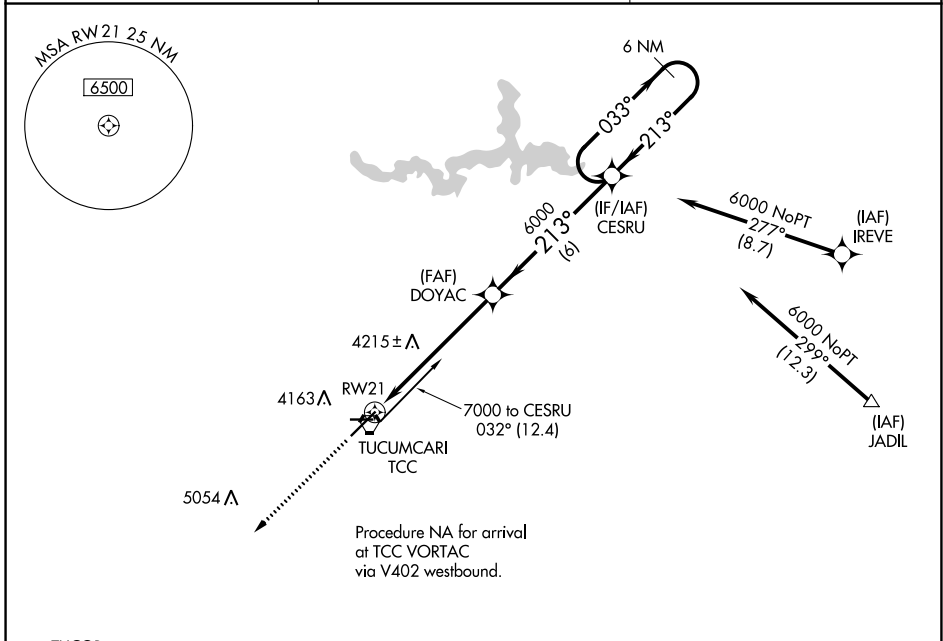 MSA RW21 25 NM
6500
6 NM
033°
213°
(IF/IAF)
CESRU
6000
213°
(6)
6000 NoPT
277°
(8.7)
(IAF)
IREVE
(FAF)
DOYAC
6000 NoPT
299°
(12.3)
(IAF)
JADIL
4215±
4163
RW21
7000 to CESRU
032° (12.4)
TUCUMCARI
TCC
5054
Procedure NA for arrival
at TCC VORTAC
via V402 westbound.